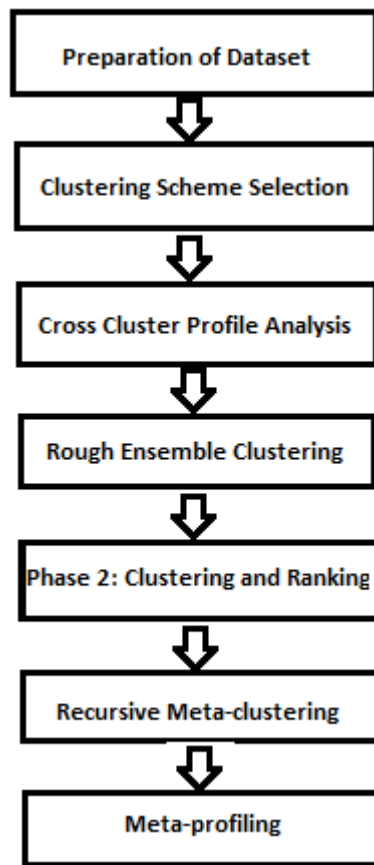 Preparation of Dataset
Clustering Scheme Selection
Cross Cluster Profile Analysis
Rough Ensemble Clustering
Phase 2: Clustering and Ranking
Recursive Meta-clustering
Meta-profiling